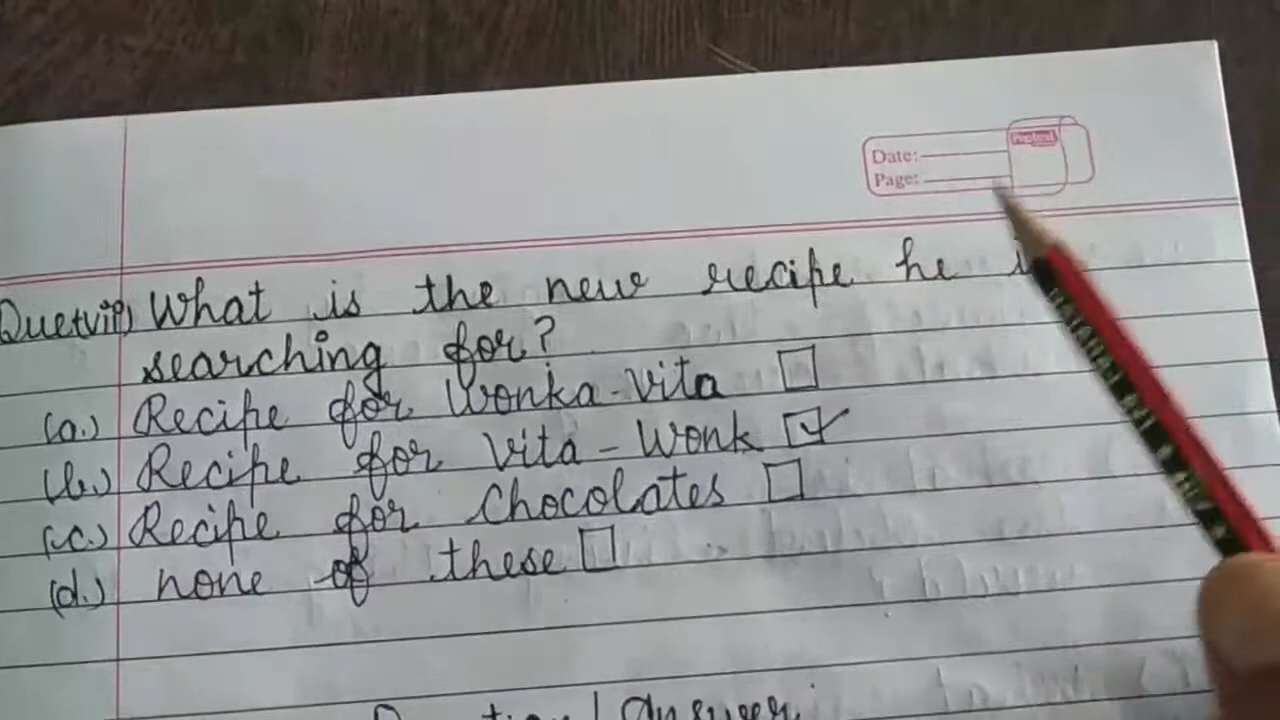 Date:
Page:
What is the new recipe he
searching for?
(a.) Recipe for Wonka-Vita
(b.) Recipe for Vita-Wonk
(c.) Recipe for Chocolates
(d.) none of these
Answer